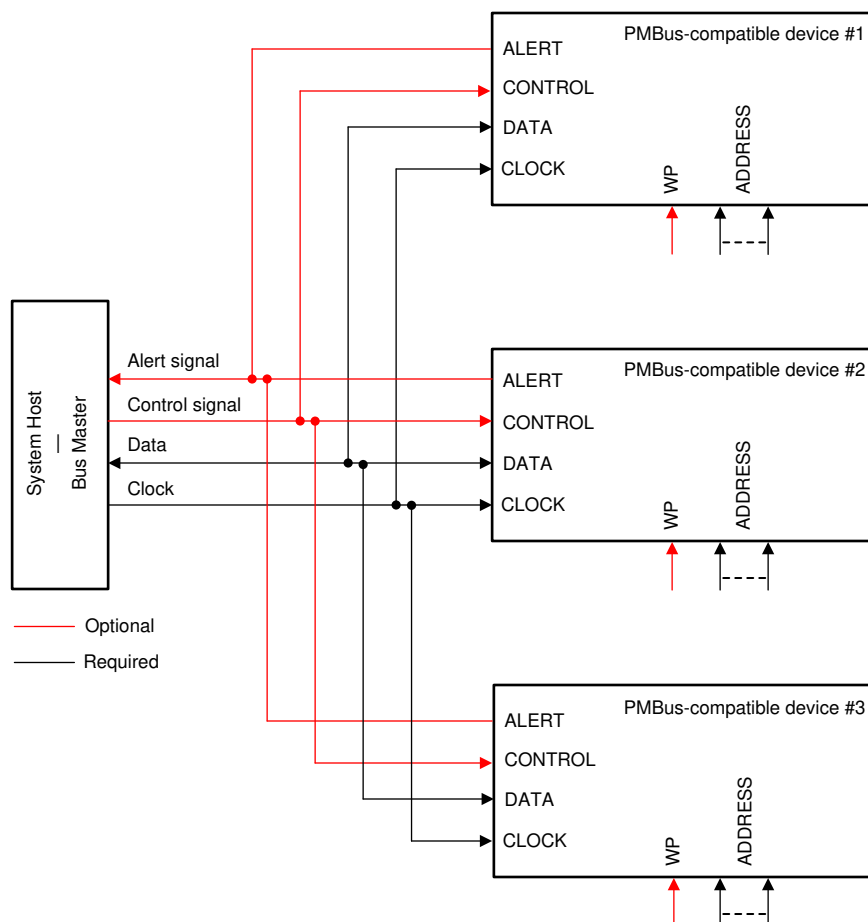 PMBus-compatible device #1
ALERT
CONTROL
DATA
CLOCK
WP
ADDRESS
System Host
—
Bus Master
Alert signal
Control signal
Data
Clock
PMBus-compatible device #2
ALERT
CONTROL
DATA
CLOCK
WP
ADDRESS
Optional
Required
PMBus-compatible device #3
ALERT
CONTROL
DATA
CLOCK
WP
ADDRESS